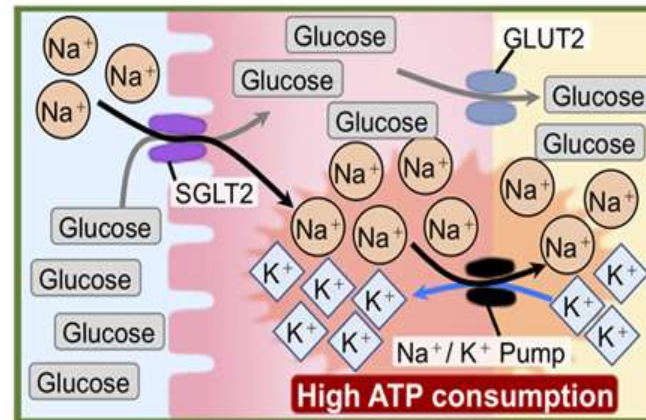 Na⁺
Na⁺
Na⁺
Glucose
GLUT2
Glucose
Glucose
Glucose
Glucose
SGLT2
Na⁺
Na⁺
Na⁺
Na⁺
Glucose
Na⁺
Na⁺
Na⁺
Na⁺
Glucose
Glucose
Glucose
K⁺
K⁺
K⁺
K⁺
K⁺
K⁺
K⁺
K⁺
K⁺
Na⁺/ K⁺ Pump
High ATP consumption